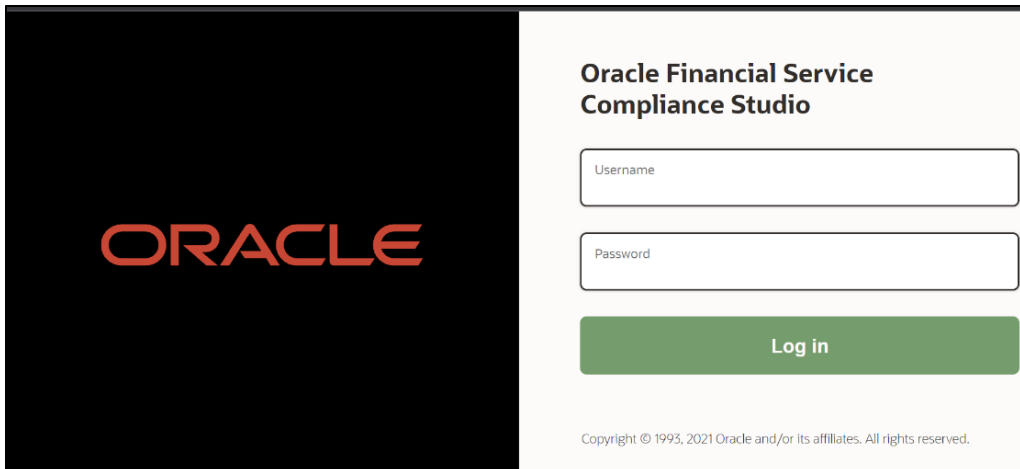 ORACLE
Oracle Financial Service
Compliance Studio
Username
Password
Log in
Copyright © 1993, 2021 Oracle and/or its affiliates. All rights reserved.